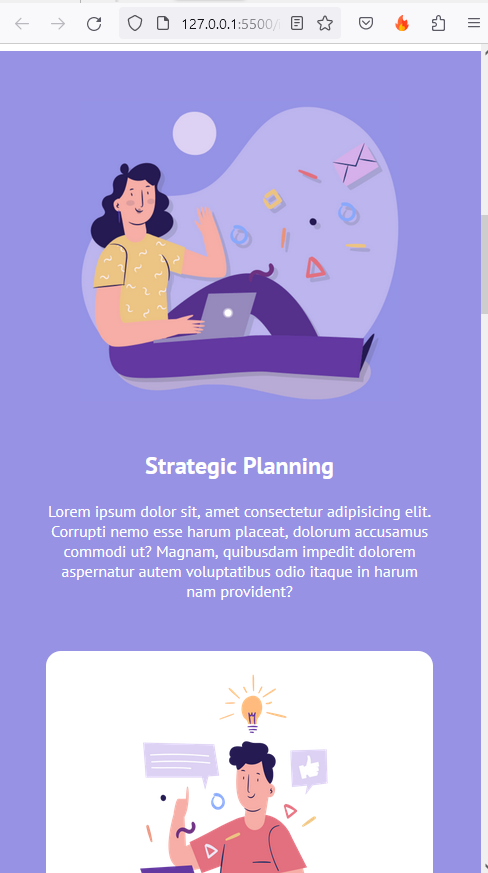 127.0.0.1:5500/
Strategic Planning
Lorem ipsum dolor sit, amet consectetur adipisicing elit.
Corrupti nemo esse harum placeat, dolorum accusamus
commodi ut? Magnam, quibusdam impedit dolorem
aspernatur autem voluptatibus odio itaque in harum
nam provident?